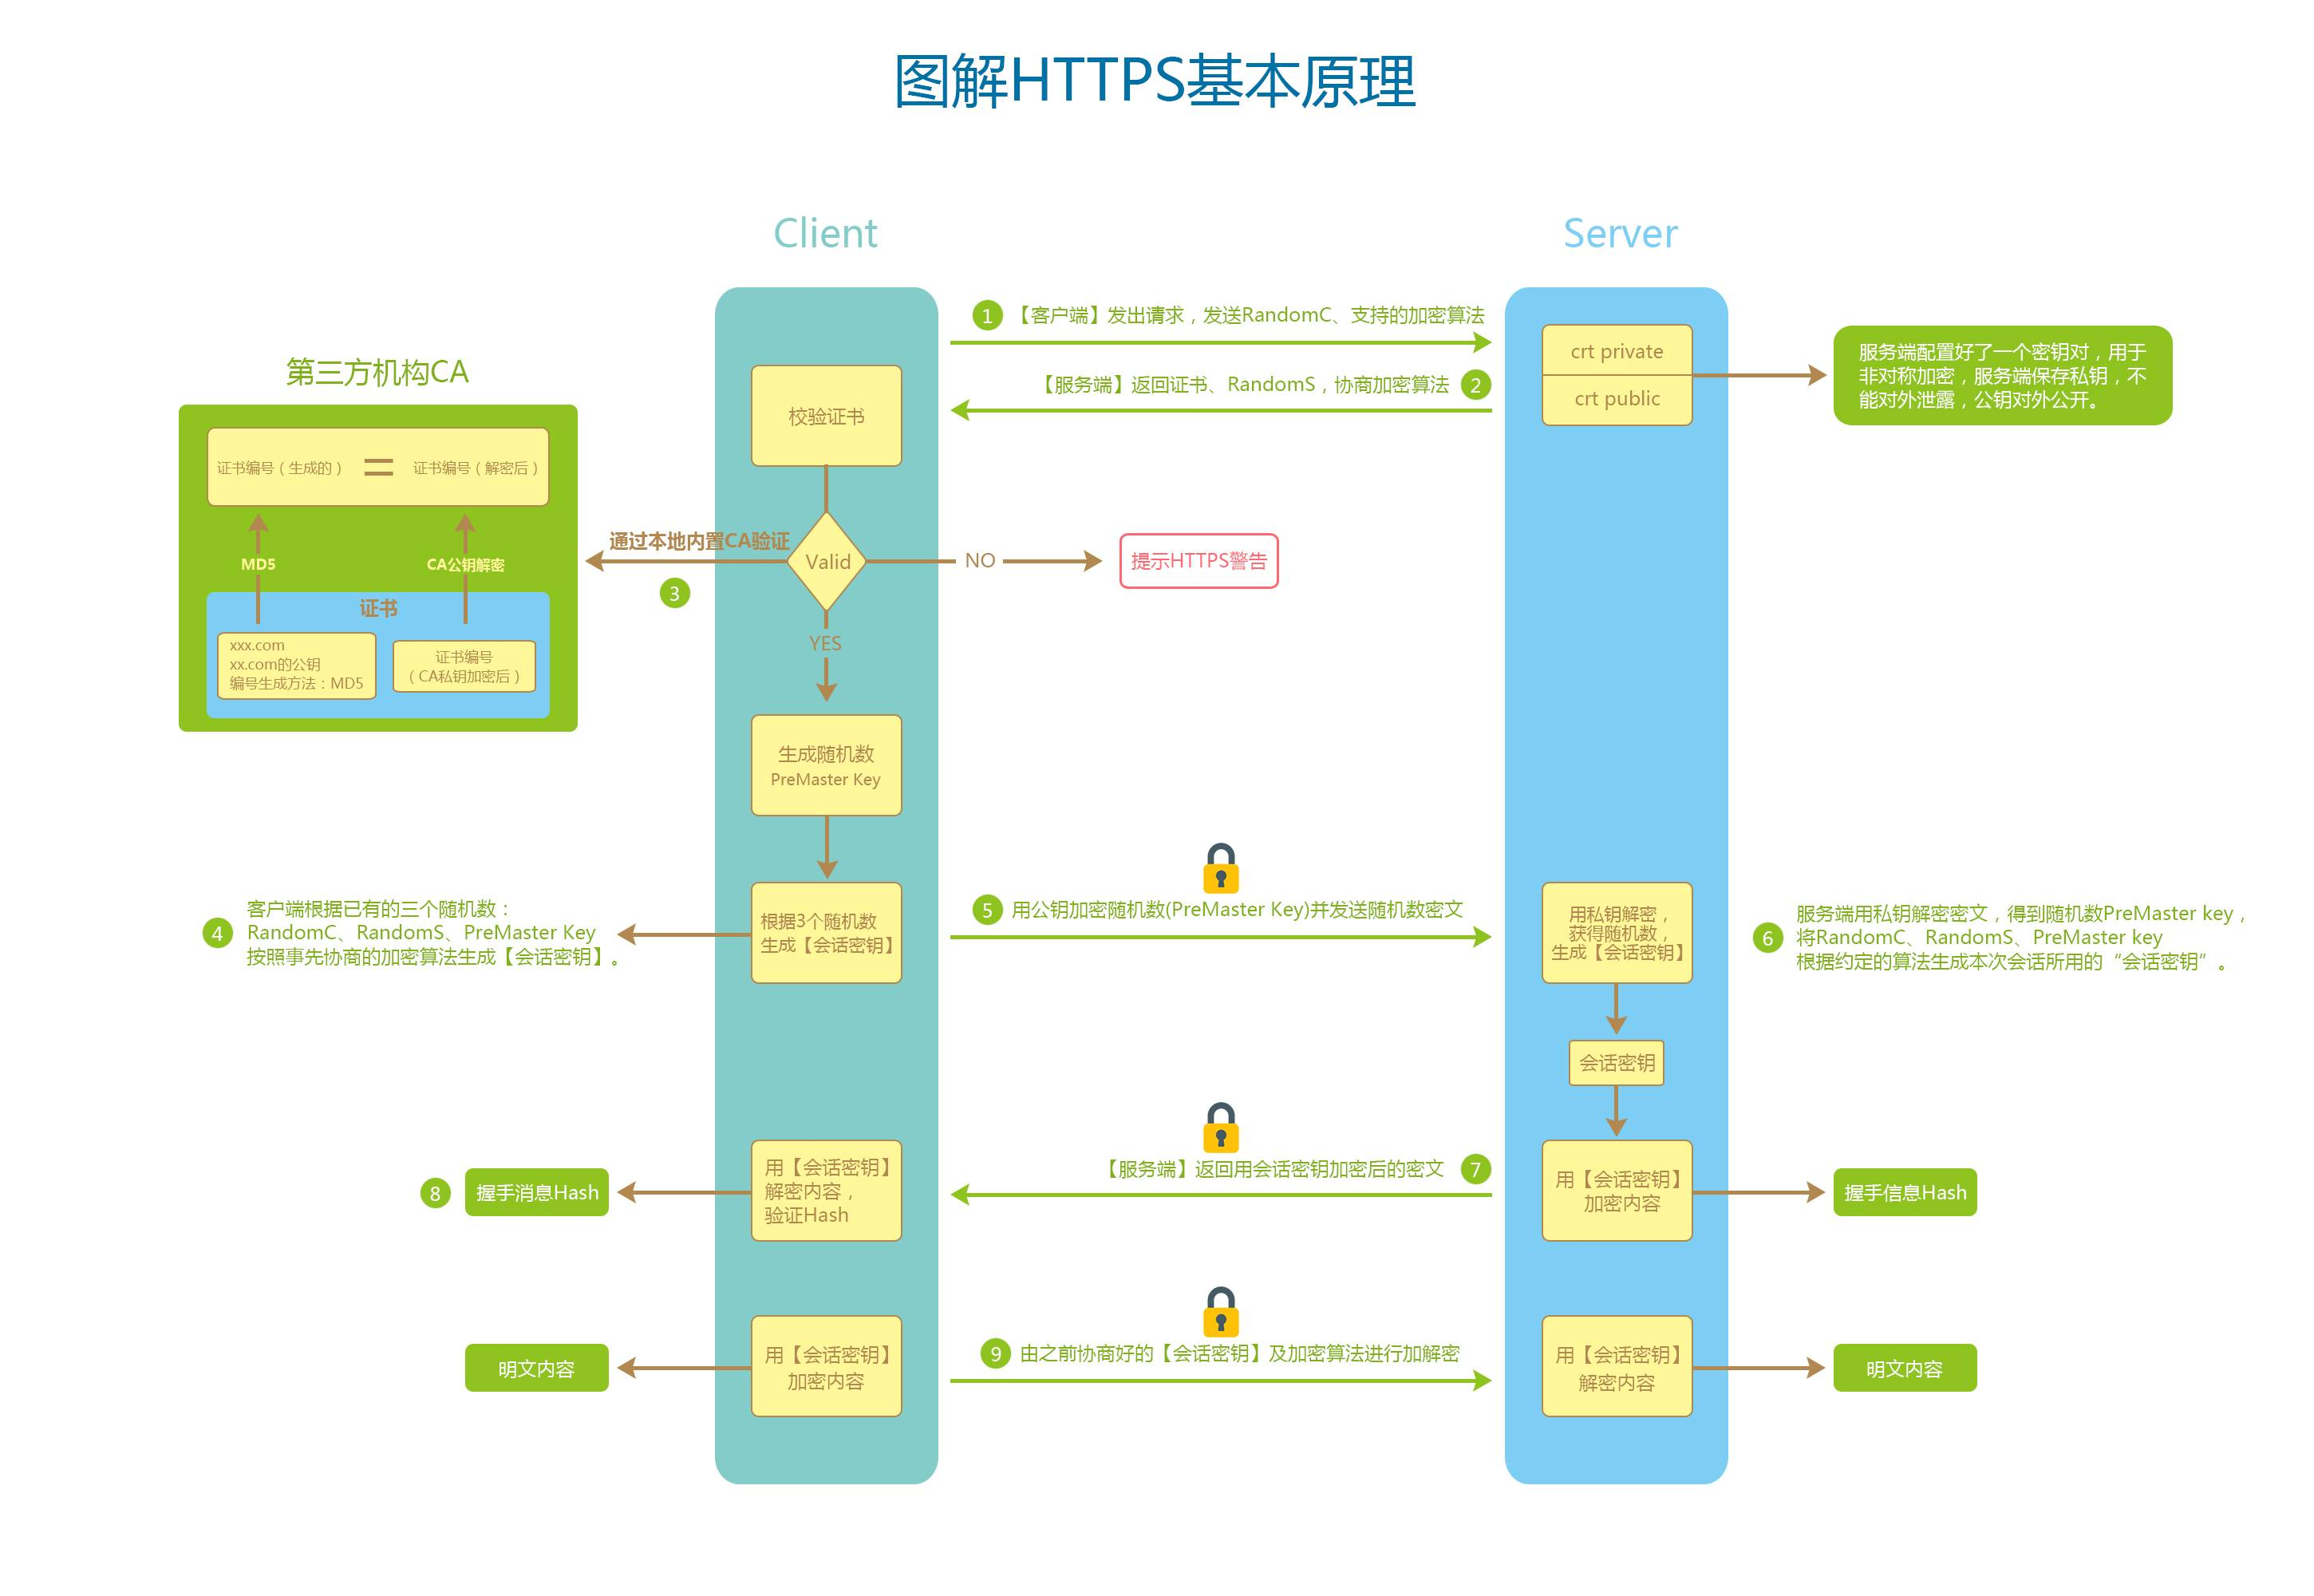 图解HTTPS基本原理
Client
Server
1
【客户端】发出请求，发送RandomC、支持的加密算法
【服务端】返回证书、RandomS，协商加密算法
2
crt private
crt public
服务端配置好了一个密钥对，用于
非对称加密，服务端保存私钥，不
能对外泄露，公钥对外公开。
校验证书
第三方机构CA
证书编号（生成的）
=
证书编号（解密后）
MD5
CA公钥解密
证书
xxx.com
xx.com的公钥
编号生成方法：MD5
证书编号
（CA私钥加密后）
通过本地内置CA验证
3
Valid
NO
提示HTTPS警告
YES
生成随机数
PreMaster Key
4
客户端根据已有的三个随机数：
RandomC、RandomS、PreMaster Key
按照事先协商的加密算法生成【会话密钥】。
根据3个随机数
生成【会话密钥】
5
用公钥加密随机数(PreMaster Key)并发送随机数密文
用私钥解密，
获得随机数，
生成【会话密钥】
6
服务端用私钥解密密文，得到随机数PreMaster key，
将RandomC、RandomS、PreMaster key
根据约定的算法生成本次会话所用的“会话密钥”。
会话密钥
8
握手消息Hash
用【会话密钥】
解密内容，
验证Hash
【服务端】返回用会话密钥加密后的密文
7
用【会话密钥】
加密内容
握手信息Hash
明文内容
用【会话密钥】
加密内容
9
由之前协商好的【会话密钥】及加密算法进行加解密
用【会话密钥】
解密内容
明文内容